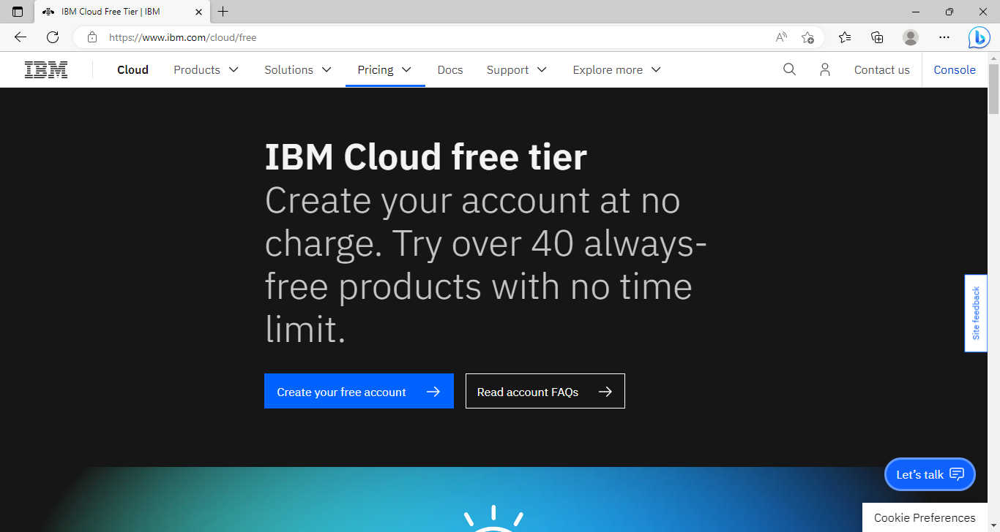 IBM Cloud Free Tier | IBM
https://www.ibm.com/cloud/free
IBM
Cloud
Products
Solutions
Pricing
Docs
Support
Explore more
Contact us
Console
IBM Cloud free tier
Create your account at no
charge. Try over 40 always-
free products with no time
limit.
Create your free account
Read account FAQs
Site feedback
Let's talk
Cookie Preferences